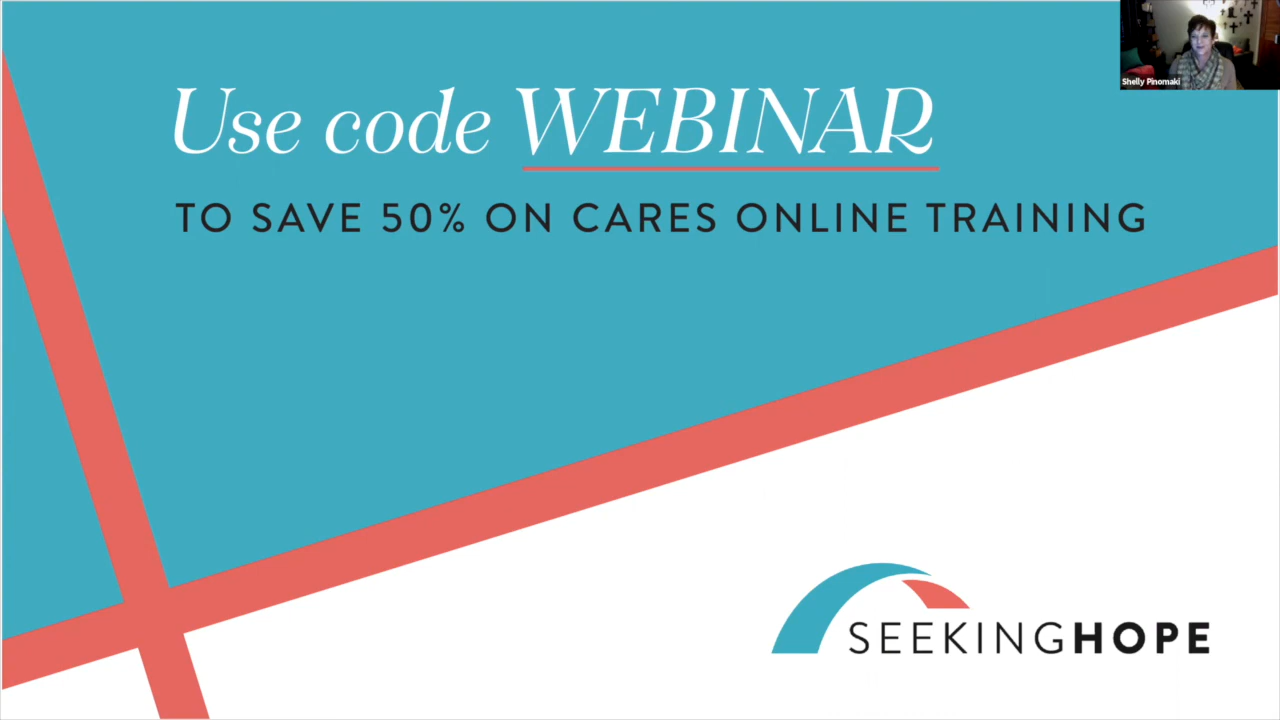 Shelly Pinomaki
Use code WEBINAR
TO SAVE 50% ON CARES ONLINE TRAINING
SEEKINGHOPE